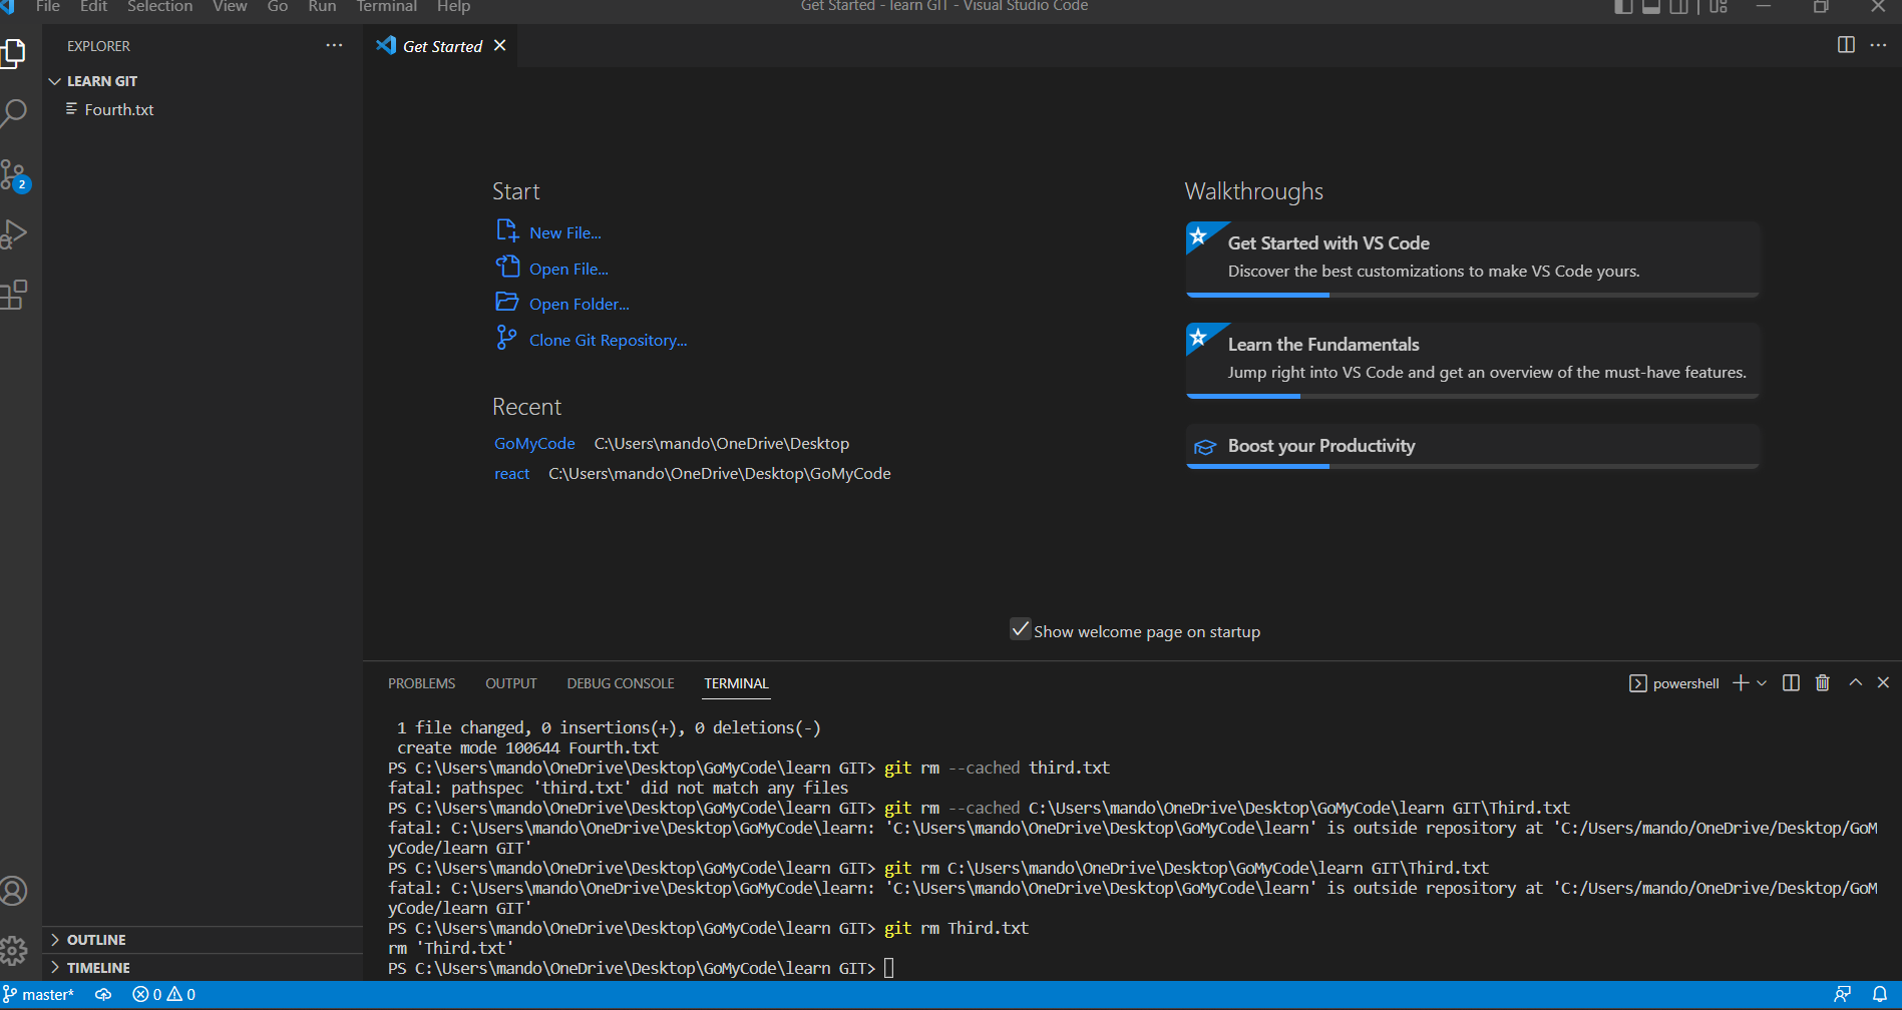 File Edit Selection View Go Run Terminal Help
Get Started - learn GIT - Visual Studio Code
EXPLORER
LEARN GIT
Fourth.txt
2
Get Started
Start
New File...
Open File...
Open Folder...
Clone Git Repository...
Recent
GoMyCode C:\Users\mando\OneDrive\Desktop
react C:\Users\mando\OneDrive\Desktop\GoMyCode
Walkthroughs
Get Started with VS Code
Discover the best customizations to make VS Code yours.
Learn the Fundamentals
Jump right into VS Code and get an overview of the must-have features.
Boost your Productivity
Show welcome page on startup
PROBLEMS OUTPUT DEBUG CONSOLE TERMINAL
powershell
1 file changed, 0 insertions(+), 0 deletions(-)
create mode 100644 Fourth.txt
PS C:\Users\mando\OneDrive\Desktop\GoMyCode\learn GIT> git rm --cached third.txt
fatal: pathspec 'third.txt' did not match any files
PS C:\Users\mando\OneDrive\Desktop\GoMyCode\learn GIT> git rm --cached C:\Users\mando\OneDrive\Desktop\GoMyCode\learn GIT\Third.txt
fatal: C:\Users\mando\OneDrive\Desktop\GoMyCode\learn: 'C:\Users\mando\OneDrive\Desktop\GoMyCode\learn' is outside repository at 'C:/Users/mando/OneDrive/Desktop/GoM
yCode/learn GIT'
PS C:\Users\mando\OneDrive\Desktop\GoMyCode\learn GIT> git rm C:\Users\mando\OneDrive\Desktop\GoMyCode\learn GIT\Third.txt
fatal: C:\Users\mando\OneDrive\Desktop\GoMyCode\learn: 'C:\Users\mando\OneDrive\Desktop\GoMyCode\learn' is outside repository at 'C:/Users/mando/OneDrive/Desktop/GoM
yCode/learn GIT'
PS C:\Users\mando\OneDrive\Desktop\GoMyCode\learn GIT> git rm Third.txt
rm 'Third.txt'
PS C:\Users\mando\OneDrive\Desktop\GoMyCode\learn GIT>
OUTLINE
TIMELINE
master* 0 0